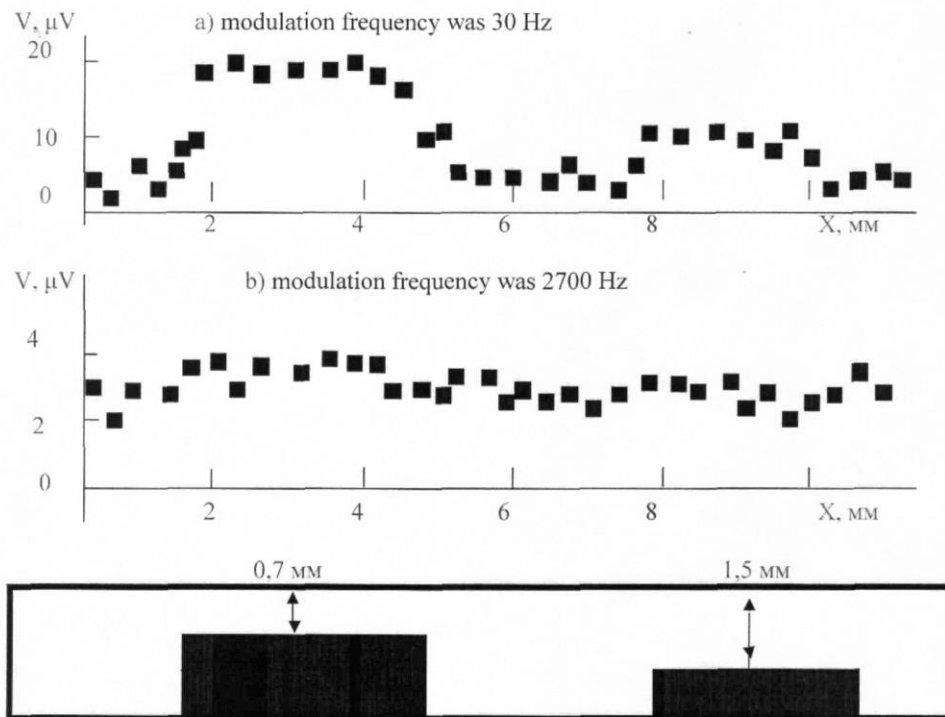 V, μV
a) modulation frequency was 30 Hz
20
10
0
2 4 6 8 X, мм
V, μV
b) modulation frequency was 2700 Hz
4
2
0
2 4 6 8 X, мм
0,7 мм 1,5 мм